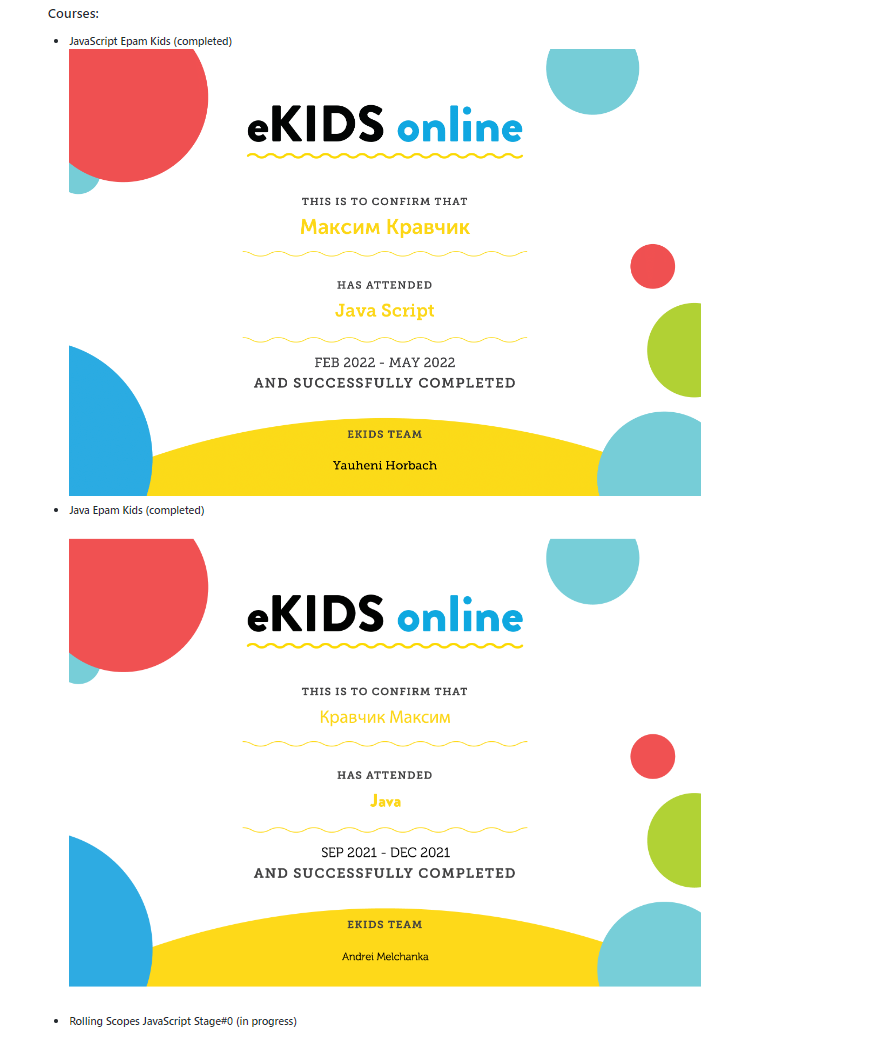 Courses:
JavaScript Epam Kids (completed)
eKIDS online
THIS IS TO CONFIRM THAT
Максим Кравчик
HAS ATTENDED
Java Script
FEB 2022 - MAY 2022
AND SUCCESSFULLY COMPLETED
EKIDS TEAM
Yauheni Horbach
Java Epam Kids (completed)
eKIDS online
THIS IS TO CONFIRM THAT
Кравчик Максим
HAS ATTENDED
Java
SEP 2021 - DEC 2021
AND SUCCESSFULLY COMPLETED
EKIDS TEAM
Andrei Melchanka
Rolling Scopes JavaScript Stage#0 (in progress)